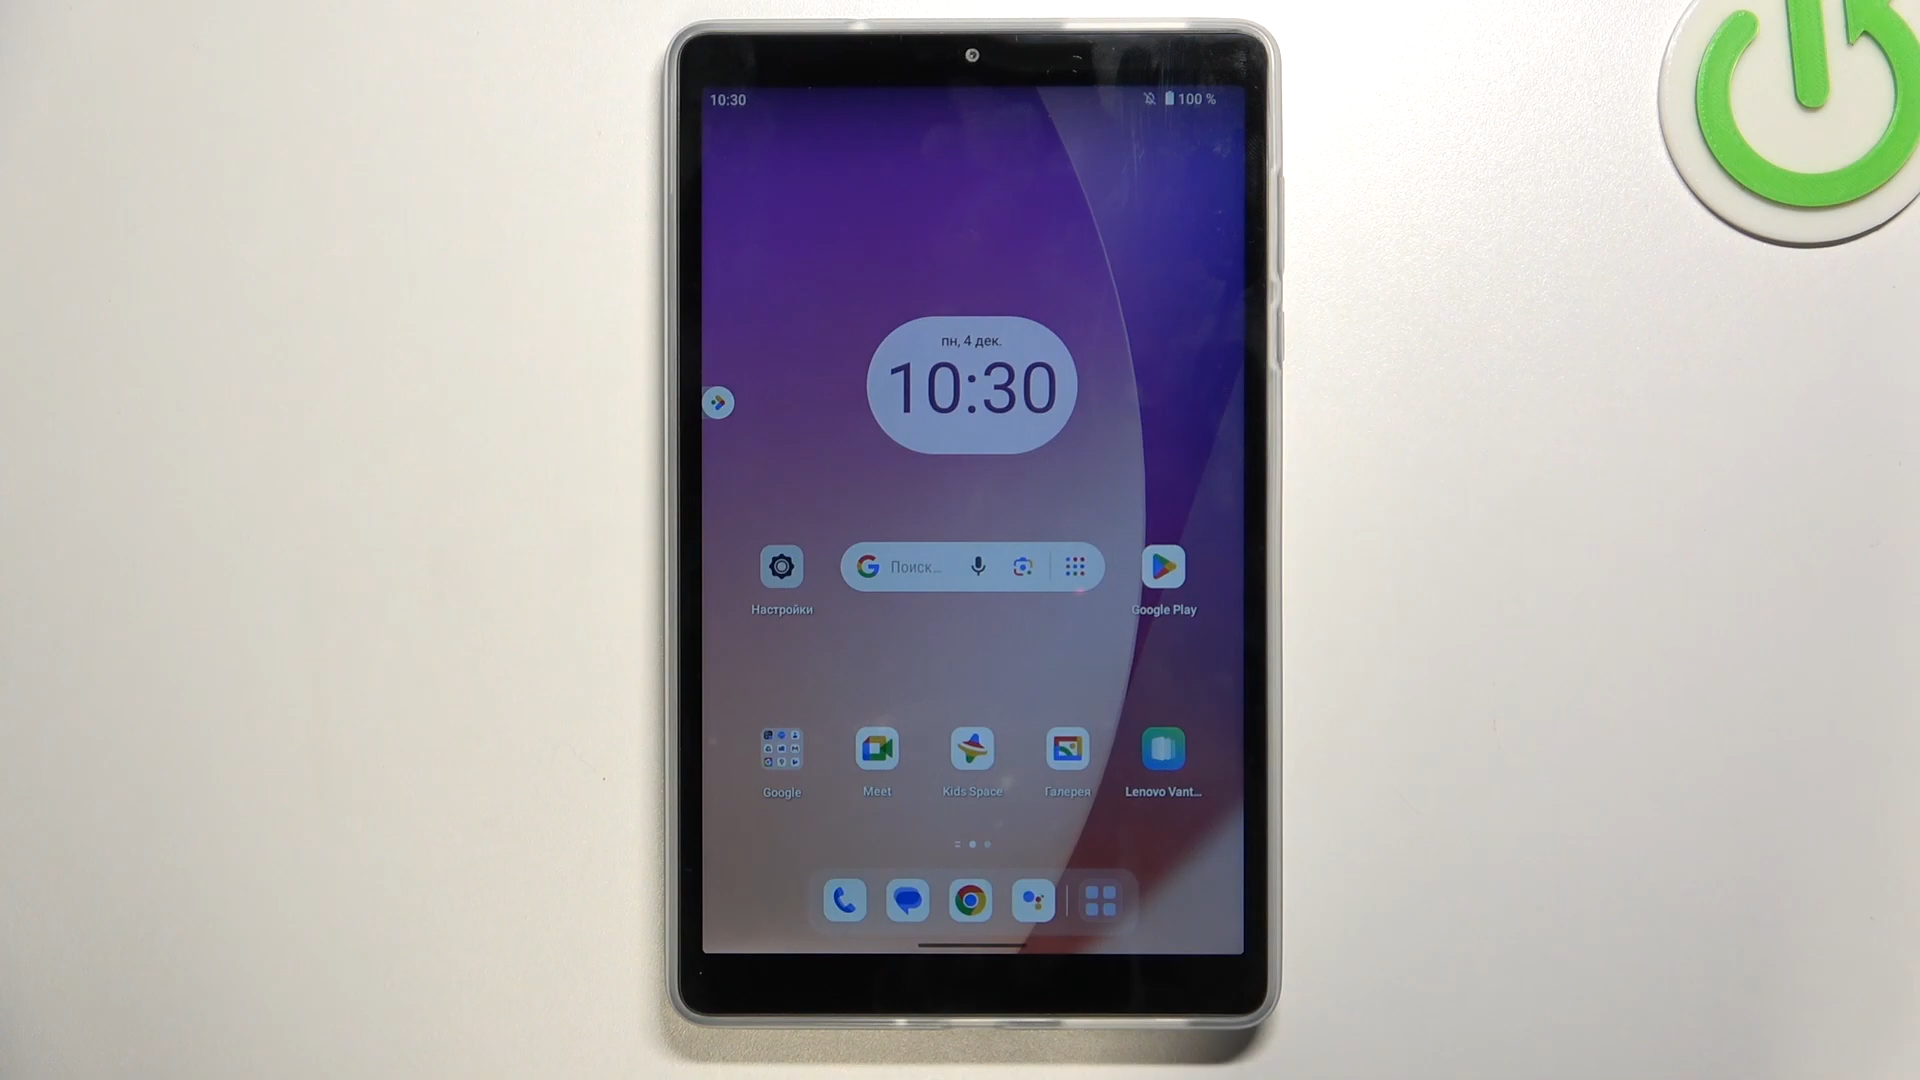 10:30
100 %
пн, 4 дек.
10:30
Поиск...
Настройки
Google Play
Google
Meet
Kids Space
Галерея
Lenovo Vant...